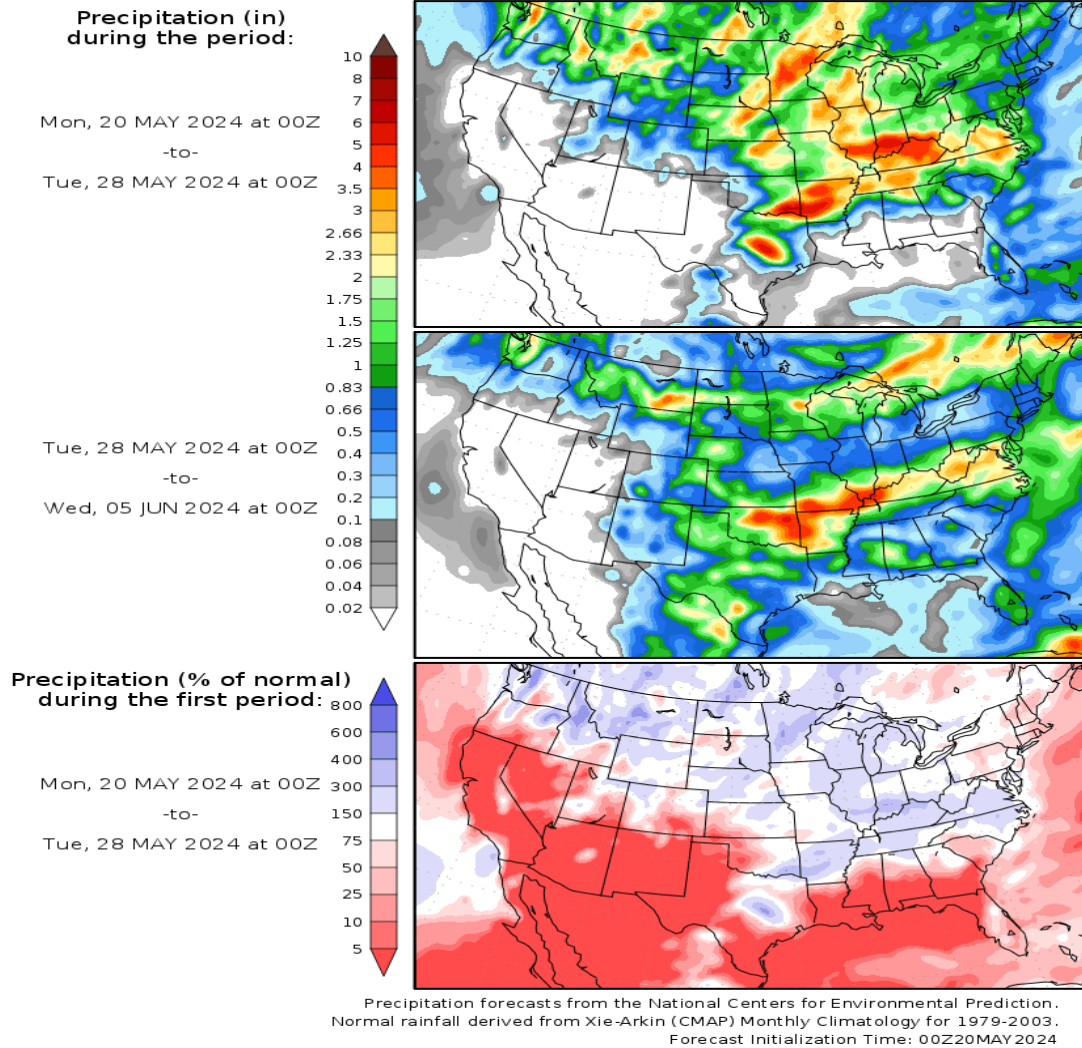 Precipitation (in)
during the period:
Mon, 20 MAY 2024 at 00Z
-to-
Tue, 28 MAY 2024 at 00Z
10
8
7
6
5
4
3.5
3
2.66
2.33
2
1.75
1.5
1.25
1
0.83
0.66
0.5
0.4
0.3
0.2
0.1
0.08
0.06
0.04
0.02
Tue, 28 MAY 2024 at 00Z
-to-
Wed, 05 JUN 2024 at 00Z
Precipitation (% of normal)
during the first period:
800
600
400
300
150
75
50
25
10
5
Mon, 20 MAY 2024 at 00Z
-to-
Tue, 28 MAY 2024 at 00Z
Precipitation forecasts from the National Centers for Environmental Prediction.
Normal rainfall derived from Xie-Arkin (CMAP) Monthly Climatology for 1979-2003.
Forecast Initialization Time: 00Z20MAY2024